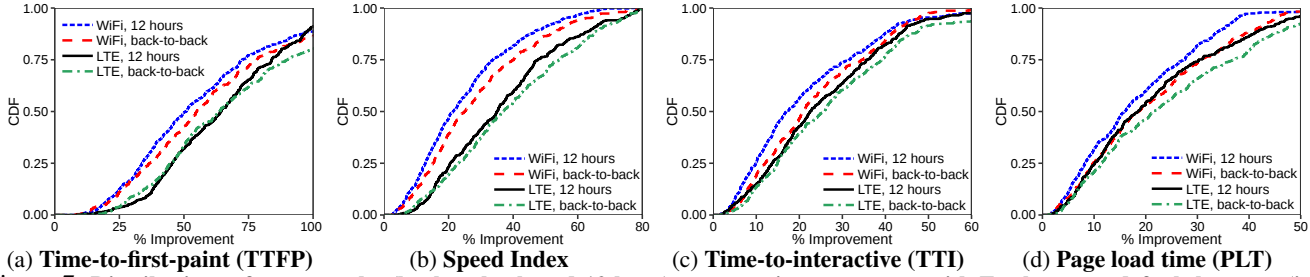 1.00
0.75
0.50
0.25
0.00
CDF
WiFi, 12 hours
WiFi, back-to-back
LTE, 12 hours
LTE, back-to-back
0 25 50 75 100
% Improvement
(a) Time-to-first-paint (TTFP)
1.00
0.75
0.50
0.25
0.00
CDF
WiFi, 12 hours
WiFi, back-to-back
LTE, 12 hours
LTE, back-to-back
0 20 40 60 80
% Improvement
(b) Speed Index
1.00
0.75
0.50
0.25
0.00
CDF
WiFi, 12 hours
WiFi, back-to-back
LTE, 12 hours
LTE, back-to-back
0 10 20 30 40 50 60
% Improvement
(c) Time-to-interactive (TTI)
1.00
0.75
0.50
0.25
0.00
CDF
WiFi, 12 hours
WiFi, back-to-back
LTE, 12 hours
LTE, back-to-back
0 10 20 30 40 50
% Improvement
(d) Page load time (PLT)